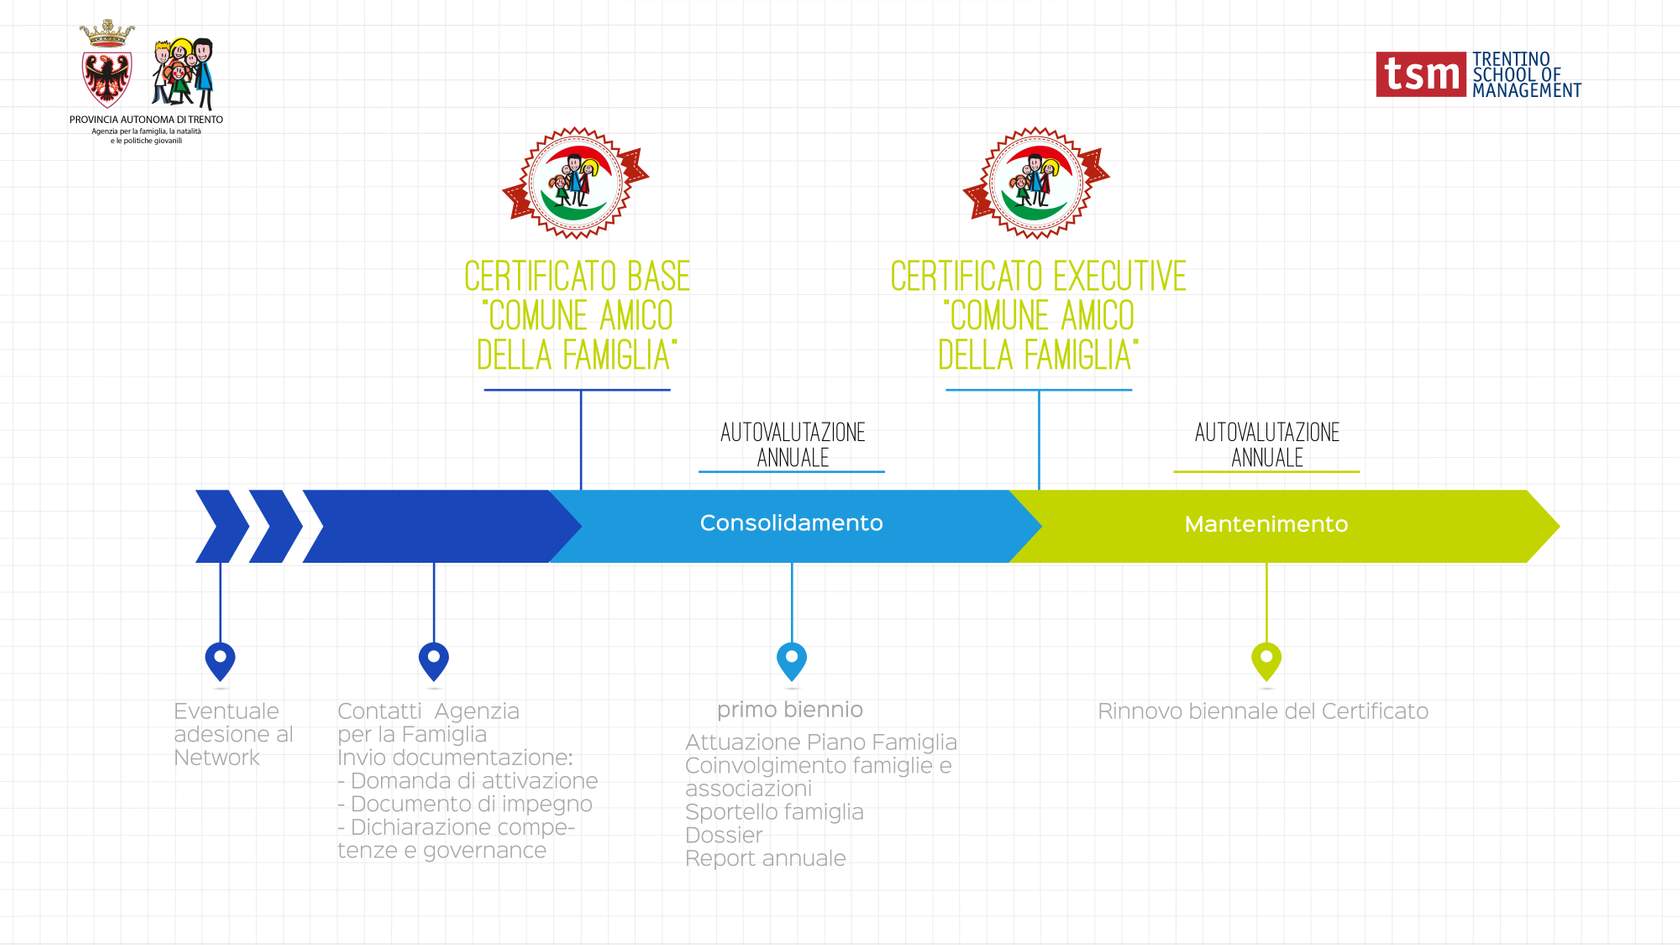 PROVINCIA AUTONOMA DI TRENTO
Agenzia per la famiglia, la natalità
e le politiche giovanili
tsm
TRENTINO
SCHOOL OF
MANAGEMENT
CERTIFICATO BASE
"COMUNE AMICO
DELLA FAMIGLIA"
CERTIFICATO EXECUTIVE
"COMUNE AMICO
DELLA FAMIGLIA"
AUTOVALUTAZIONE
ANNUALE
AUTOVALUTAZIONE
ANNUALE
Consolidamento
Mantenimento
Eventuale
adesione al
Network
Contatti Agenzia
per la Famiglia
Invio documentazione:
- Domanda di attivazione
- Documento di impegno
- Dichiarazione compe-
tenze e governance
primo biennio
Attuazione Piano Famiglia
Coinvolgimento famiglie e
associazioni
Sportello famiglia
Dossier
Report annuale
Rinnovo biennale del Certificato